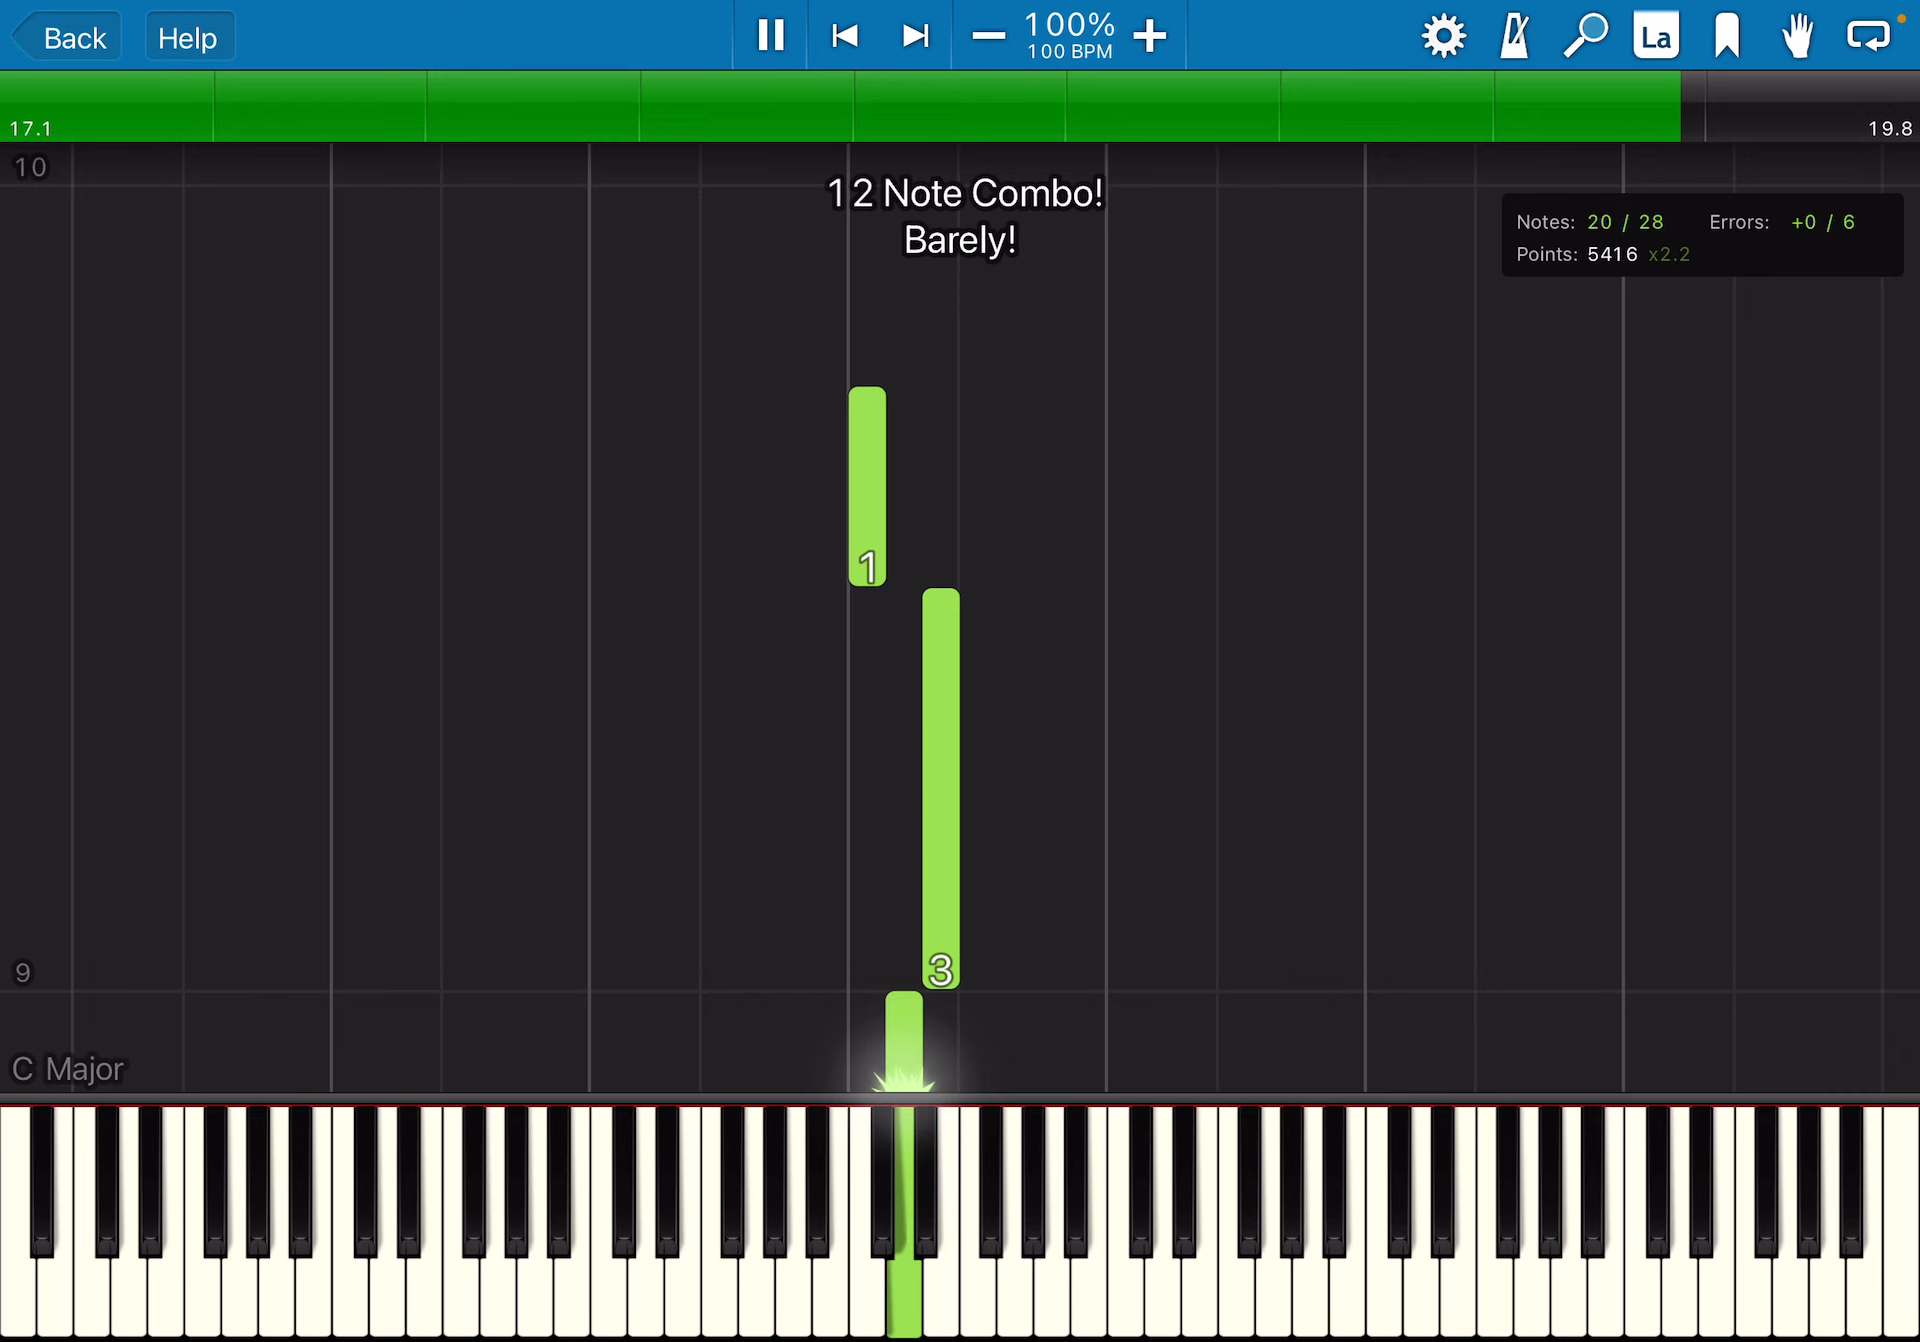 Back Help 100% La
100 BPM
17.1 19.8
10
12 Note Combo!
Barely!
Notes: 20 / 28 Errors: +0 / 6
Points: 5416 x2.2
1
3
9
C Major